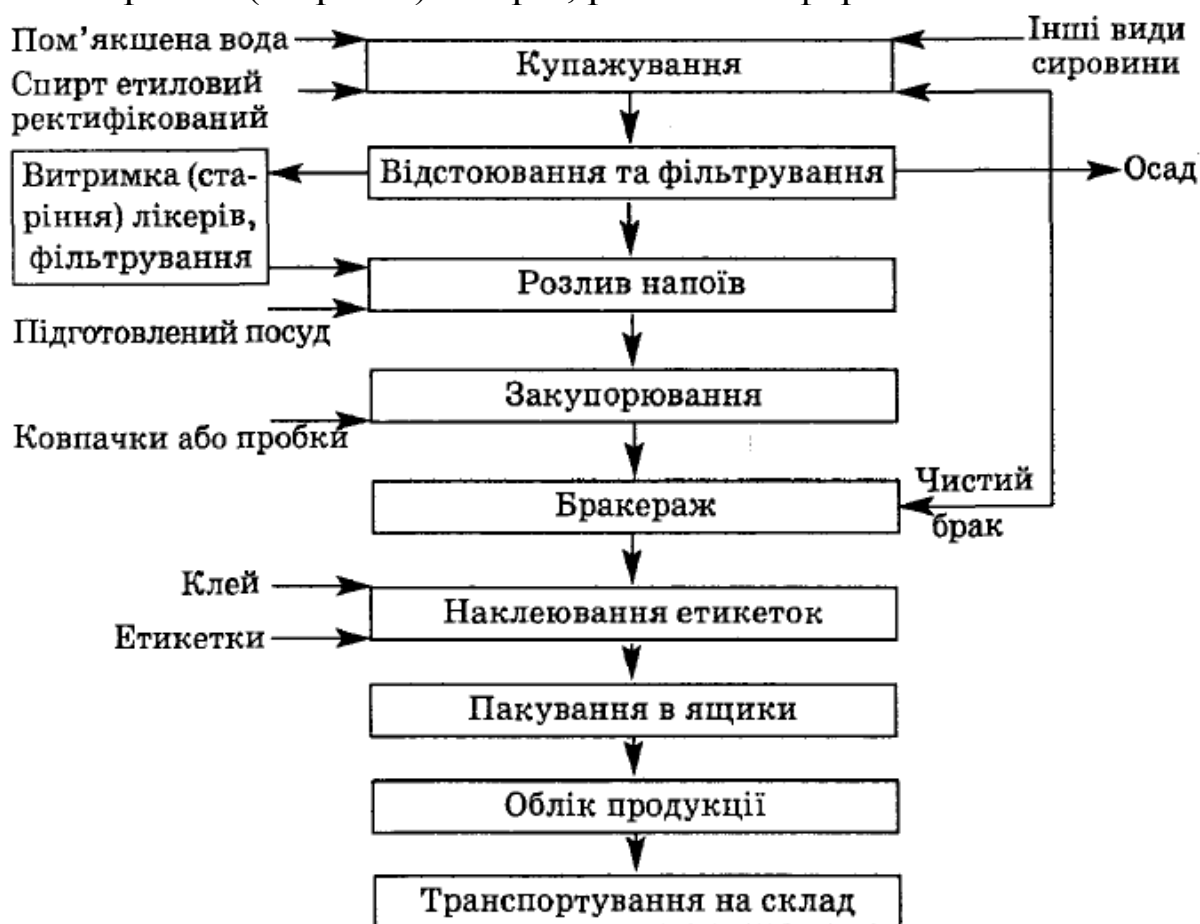 Пом'якшена вода
Купажування
Інші види
сировини
Спирт етиловий
ректифікований
Витримка (ста-
ріння) лікерів,
фільтрування
Відстоювання та фільтрування
Осад
Розлив напоїв
Підготовлений посуд
Закупорювання
Ковпачки або пробки
Бракераж
Чистий
брак
Клей
Наклеювання етикеток
Етикетки
Пакування в ящики
Облік продукції
Транспортування на склад